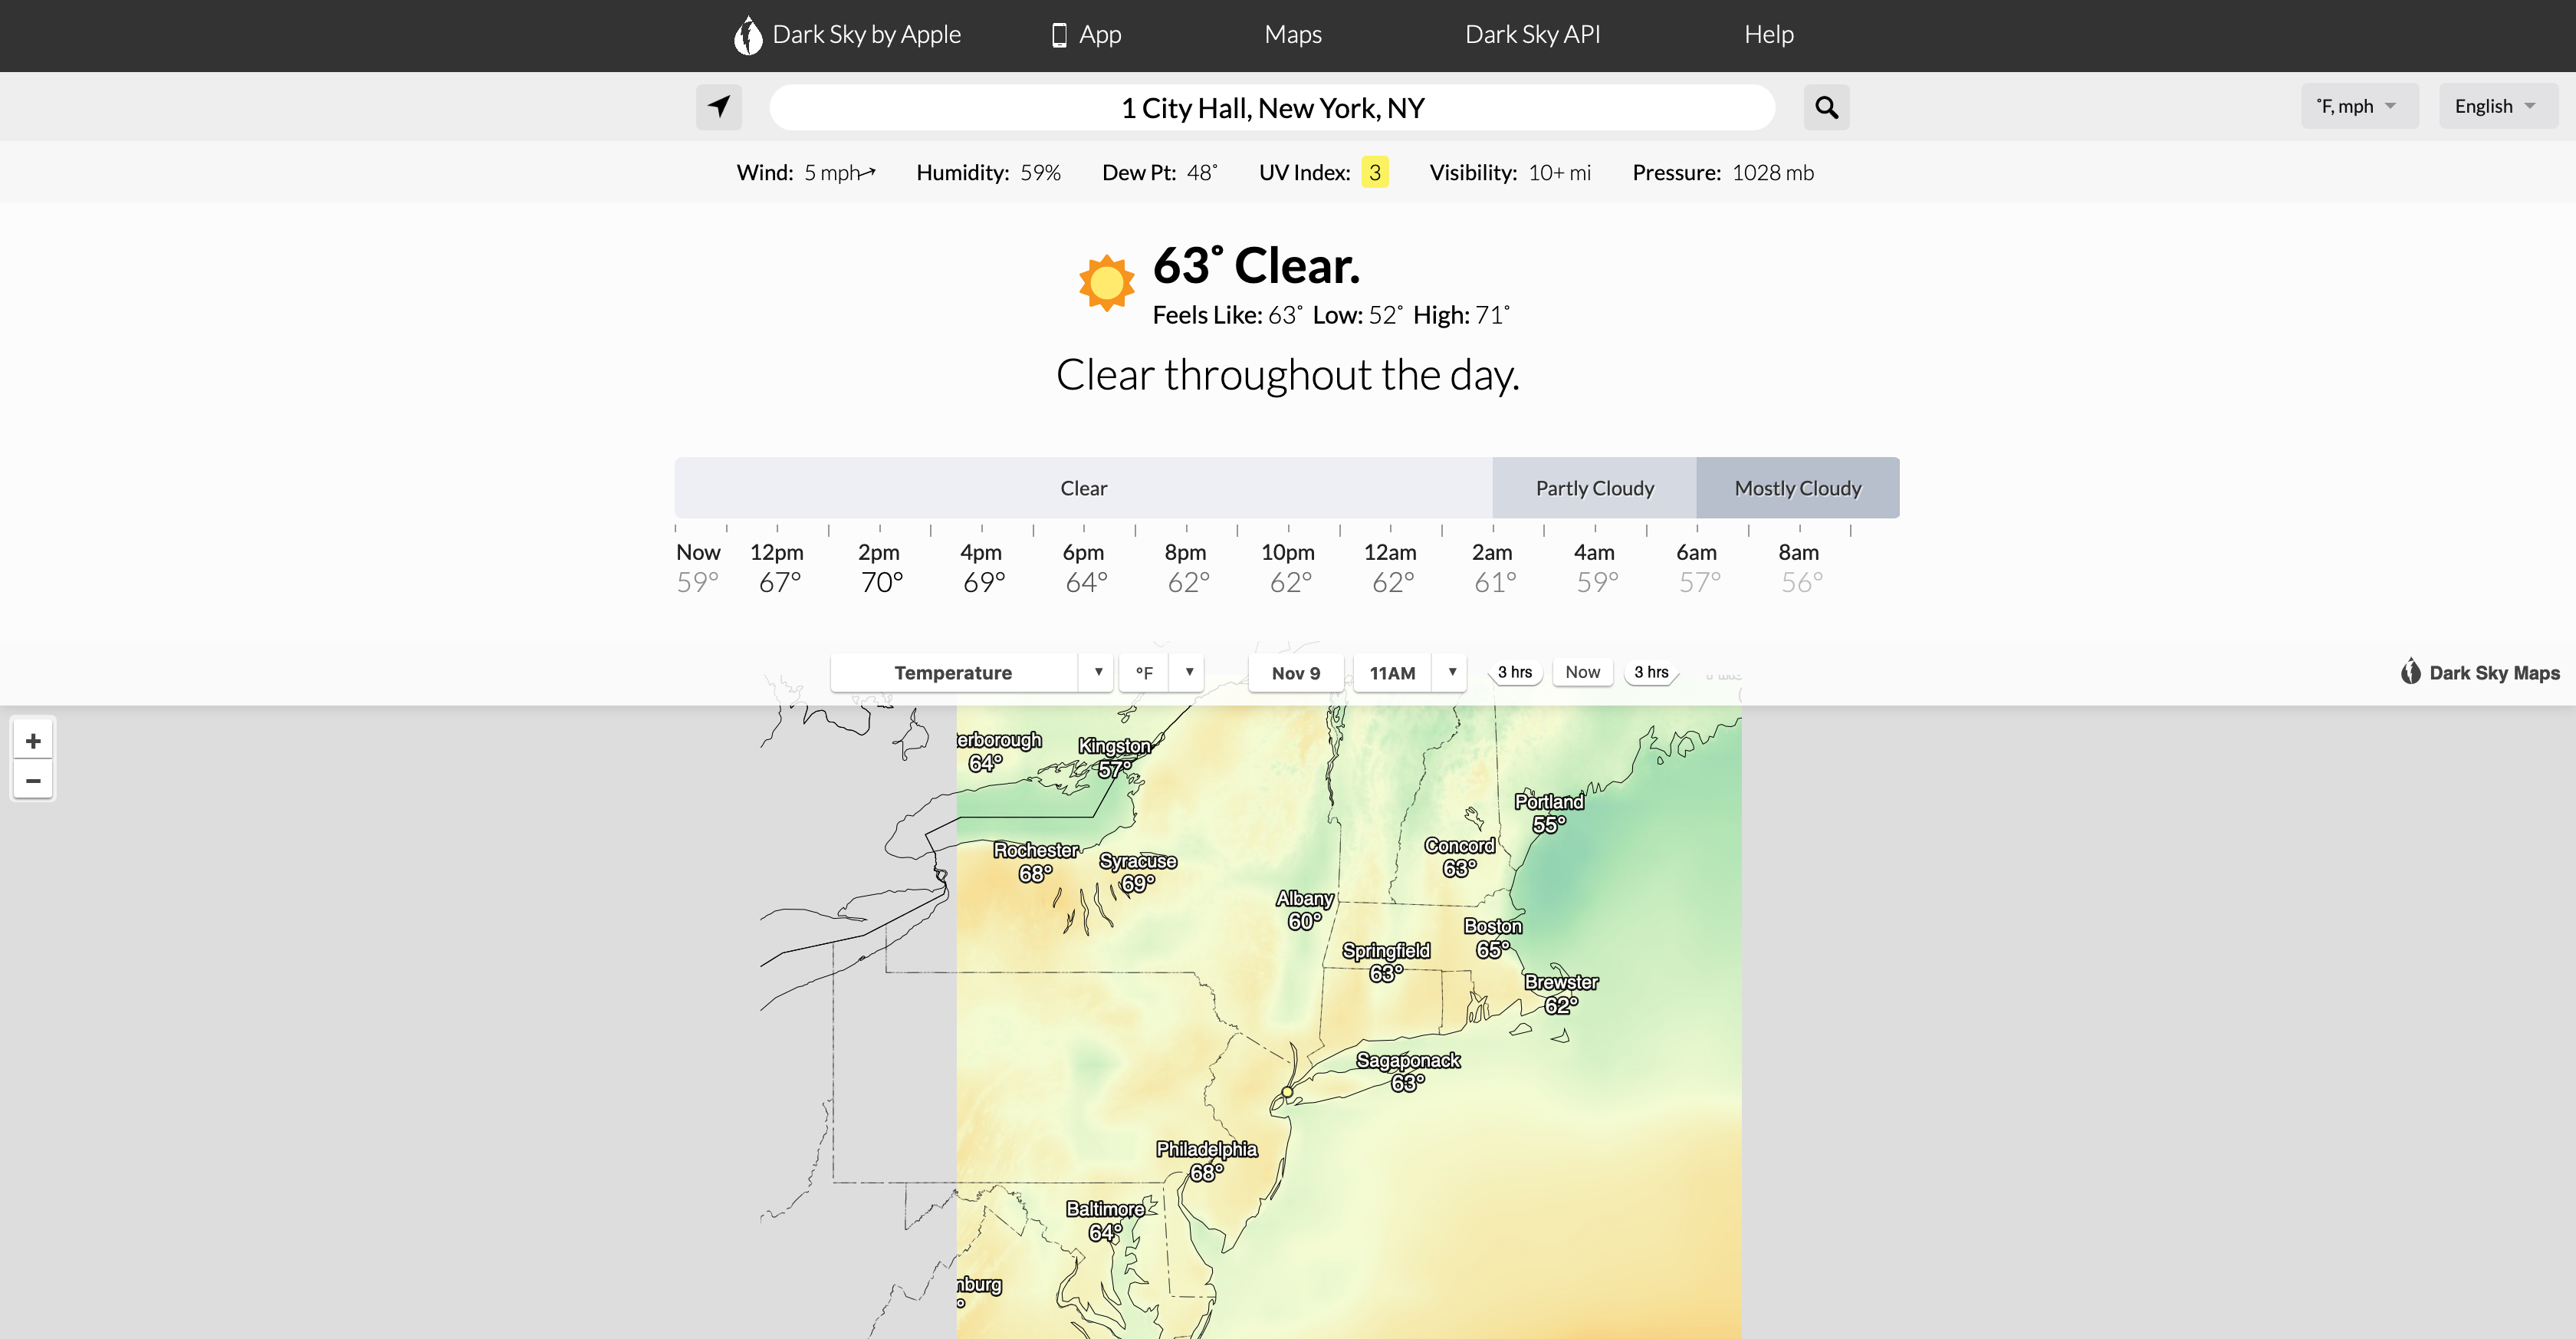 Dark Sky by Apple App Maps Dark Sky API Help
1 City Hall, New York, NY ˚F, mph English
Wind: 5 mph Humidity: 59% Dew Pt: 48˚ UV Index: 3 Visibility: 10+ mi Pressure: 1028 mb
63˚ Clear.
Feels Like: 63˚ Low: 52˚ High: 71˚
Clear throughout the day.
Clear Partly Cloudy Mostly Cloudy
Now 12pm 2pm 4pm 6pm 8pm 10pm 12am 2am 4am 6am 8am
59° 67° 70° 69° 64° 62° 62° 62° 61° 59° 57° 56°
Temperature ▼ °F ▼ Nov 9 11AM ▼ 3 hrs Now 3 hrs Dark Sky Maps
+
−
erborough
64°
Kingston
57°
Portland
55°
Rochester
68°
Syracuse
69°
Concord
63°
Albany
60°
Boston
65°
Springfield
63°
Brewster
62°
Sagaponack
63°
Philadelphia
68°
Baltimore
64°
nburg
°